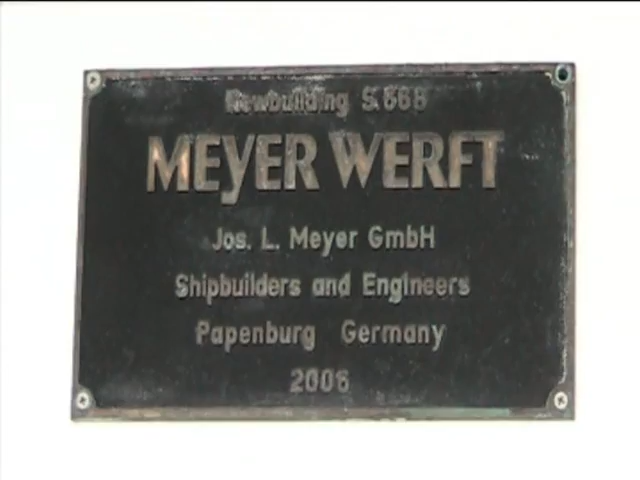 Newbuilding S.668
MEYER WERFT
Jos. L. Meyer GmbH
Shipbuilders and Engineers
Papenburg Germany
2006